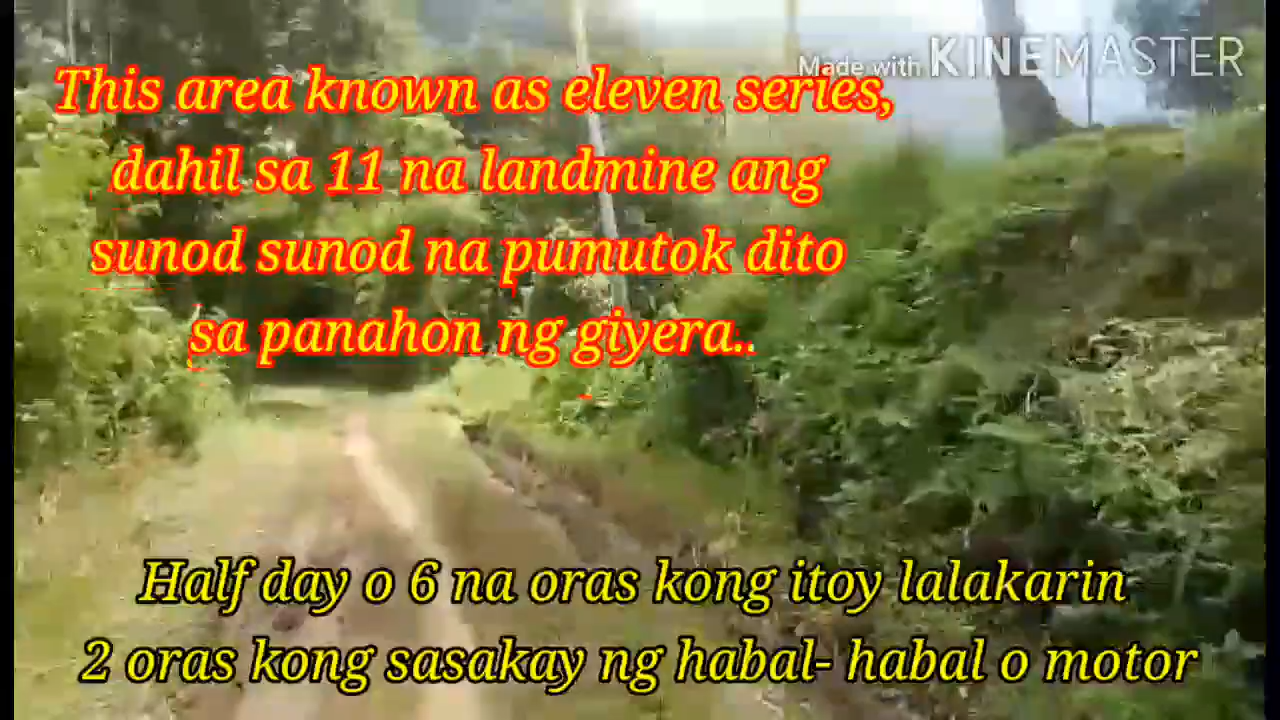 Made with KINEMASTER
This area known as eleven series,
dahil sa 11 na landmine ang
sunod sunod na pumutok dito
sa panahon ng giyera..
Half day o 6 na oras kong itoy lalakarin
2 oras kong sasakay ng habal- habal o motor